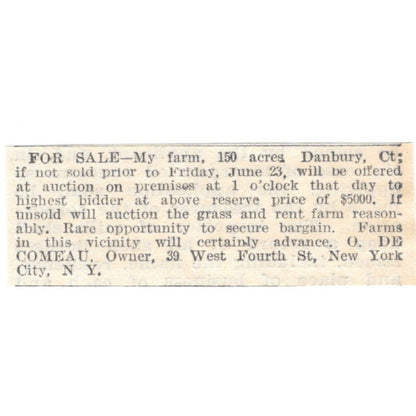 FOR SALE—My farm, 150 acres Danbury, Ct;
if not sold prior to Friday, June 23, will be offered
at auction on premises at 1 o'clock that day to
highest bidder at above reserve price of $5000. If
unsold will auction the grass and rent farm reason-
ably. Rare opportunity to secure bargain. Farms
in this vicinity will certainly advance. O. DE
COMEAU, Owner, 39 West Fourth St, New York
City, N Y.